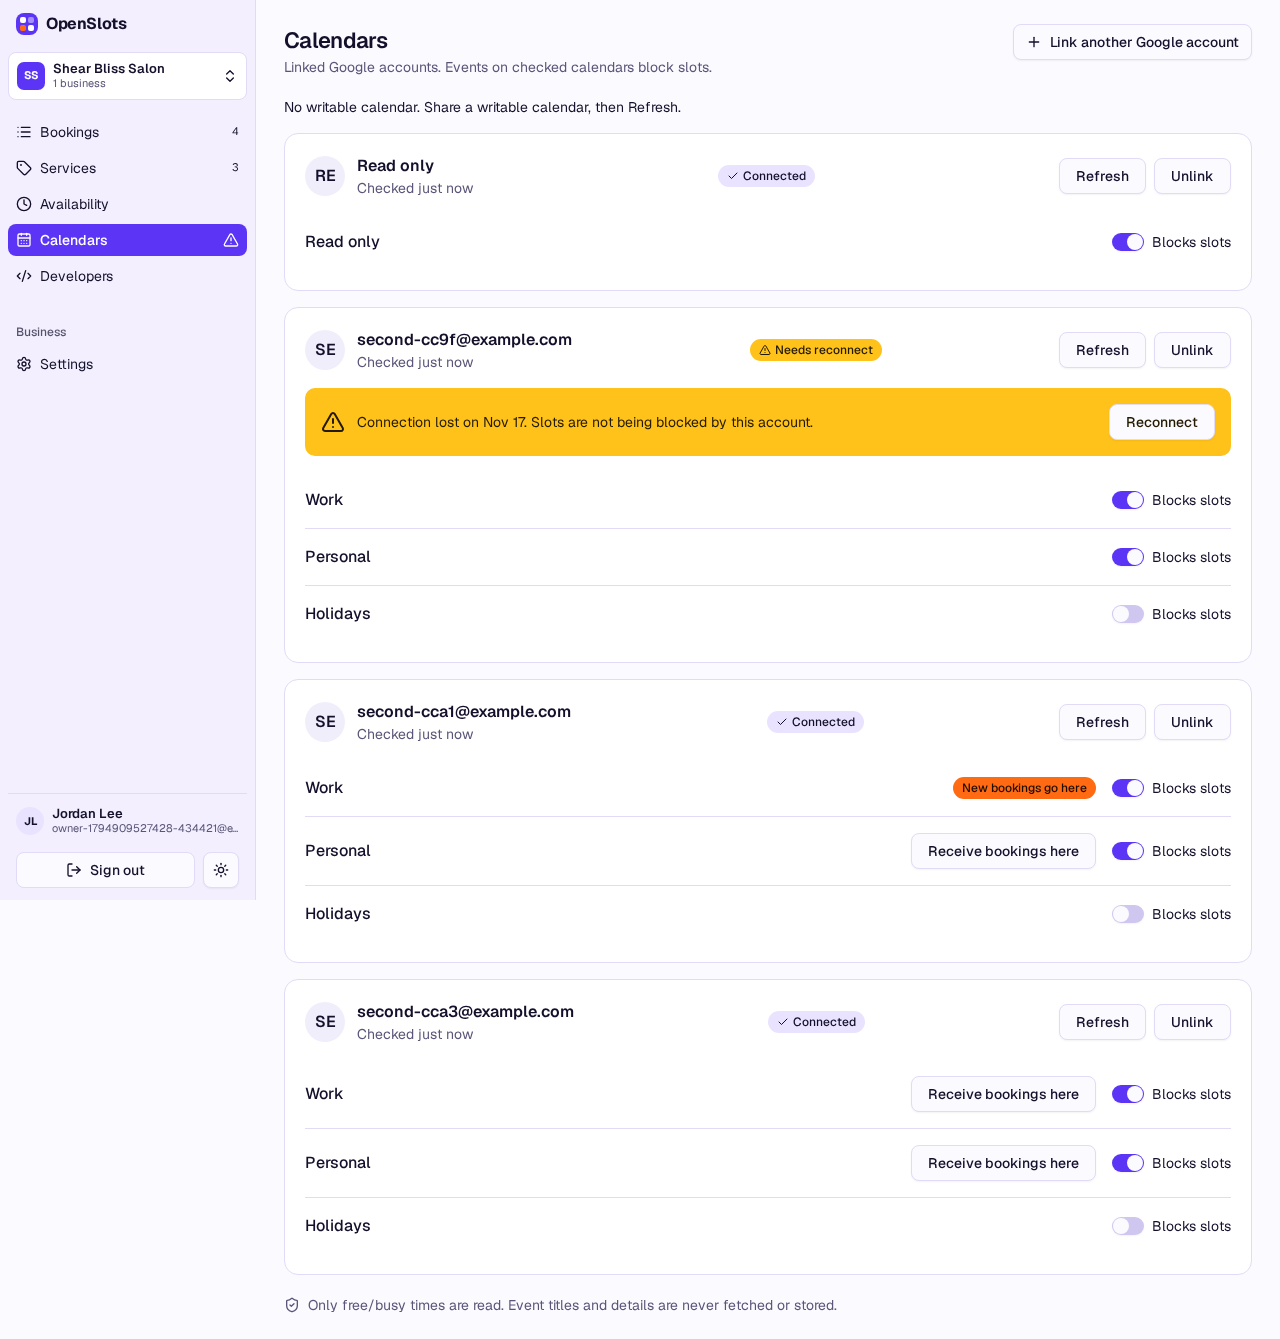 OpenSlots
SS
Shear Bliss Salon
1 business
Bookings 4
Services 3
Availability
Calendars
Developers
Business
Settings
JL
Jordan Lee
owner-1794909527428-434421@e...
Sign out
Calendars
Linked Google accounts. Events on checked calendars block slots.
Link another Google account
No writable calendar. Share a writable calendar, then Refresh.
RE
Read only
Checked just now
Connected
Refresh
Unlink
Read only
Blocks slots
SE
second-cc9f@example.com
Checked just now
Needs reconnect
Refresh
Unlink
Connection lost on Nov 17. Slots are not being blocked by this account.
Reconnect
Work
Blocks slots
Personal
Blocks slots
Holidays
Blocks slots
SE
second-cca1@example.com
Checked just now
Connected
Refresh
Unlink
Work
New bookings go here
Blocks slots
Personal
Receive bookings here
Blocks slots
Holidays
Blocks slots
SE
second-cca3@example.com
Checked just now
Connected
Refresh
Unlink
Work
Receive bookings here
Blocks slots
Personal
Receive bookings here
Blocks slots
Holidays
Blocks slots
Only free/busy times are read. Event titles and details are never fetched or stored.